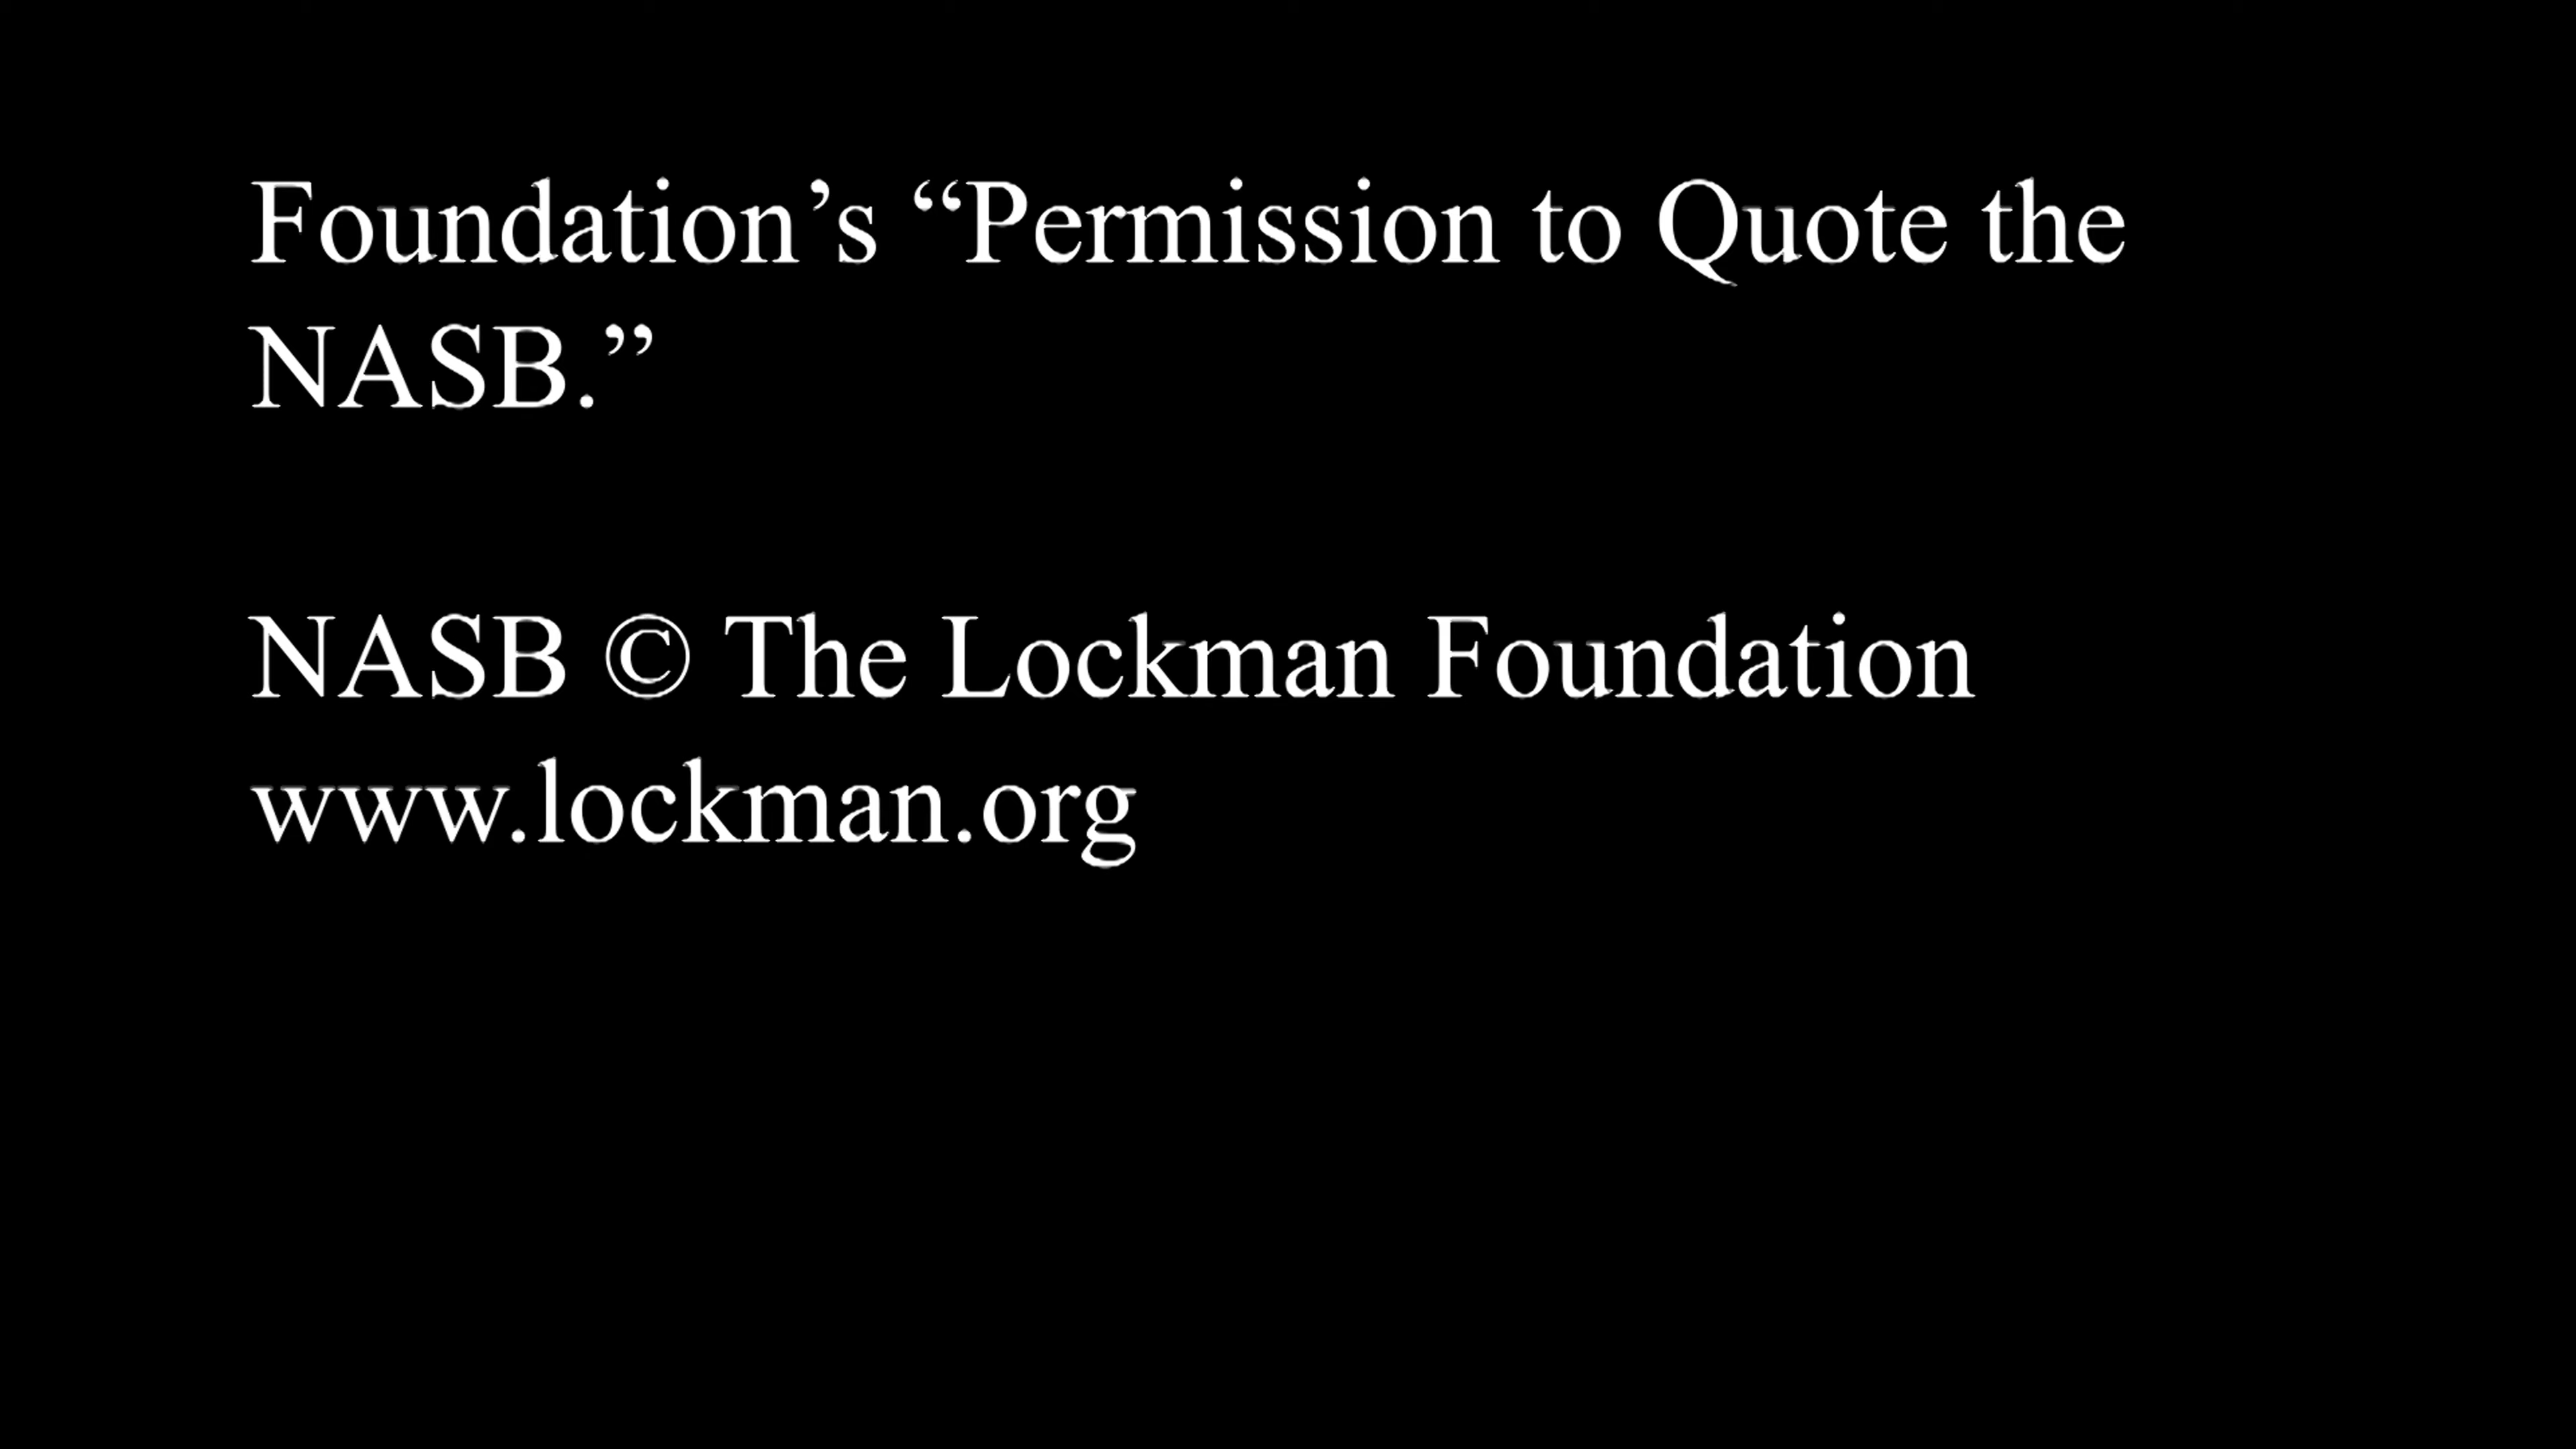 Foundation’s “Permission to Quote the
NASB.”
NASB © The Lockman Foundation
www.lockman.org